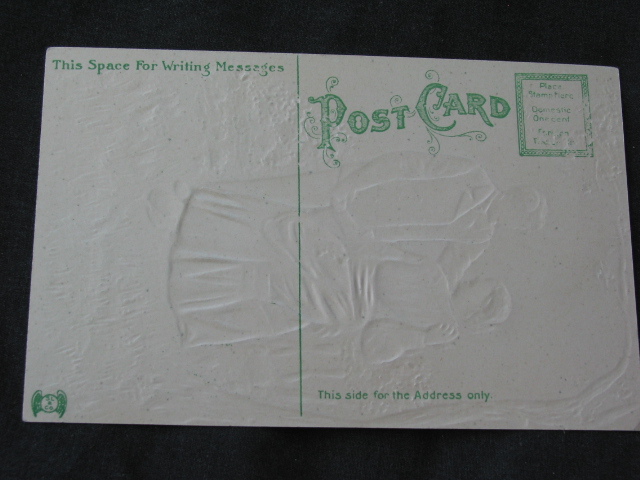 This Space For Writing Messages
POST CARD
Place
Stamp Here
Domestic
One cent
Foreign
This side for the Address only.